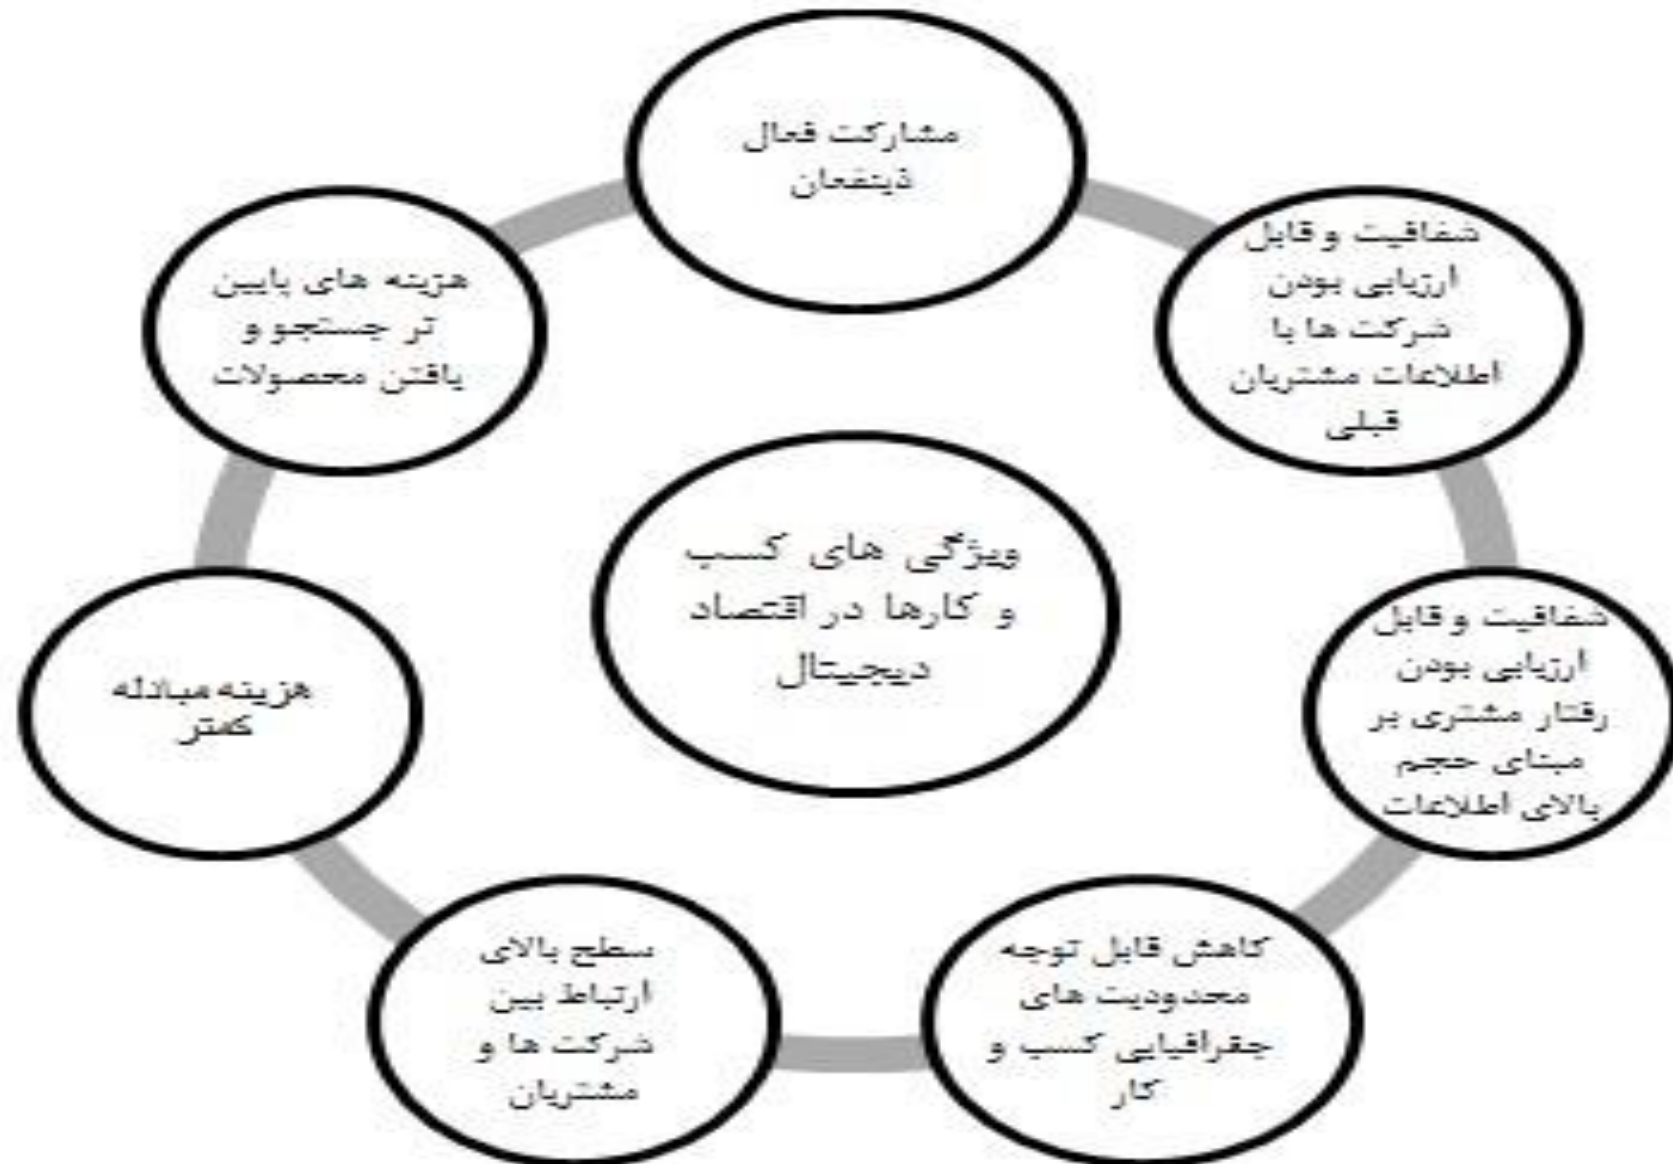 مشارکت فعال
ذینفعان
شفافیت و قابل
ارزیابی بودن
شرکت ها با
اطلاعات مشتریان
قبلی
شفافیت و قابل
ارزیابی بودن
رفتار مشتری بر
مبنای حجم
بالای اطلاعات
کاهش قابل توجه
محدودیت های
جغرافیایی کسب و
کار
سطح بالای
ارتباط بین
شرکت ها و
مشتریان
هزینه مبادله
کمتر
هزینه های پایین
تر جستجو و
یافتن محصولات
ویژگی های کسب
و کارها در اقتصاد
دیجیتال